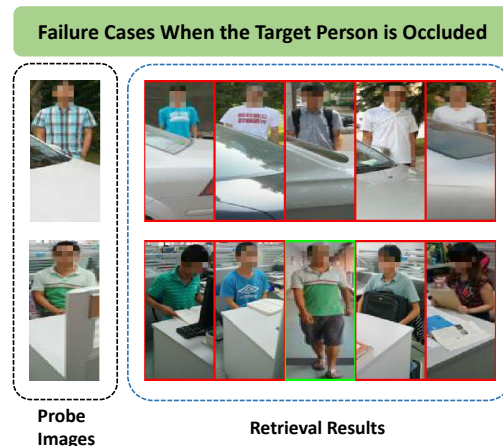 Failure Cases When the Target Person is Occluded
Probe
Images
Retrieval Results